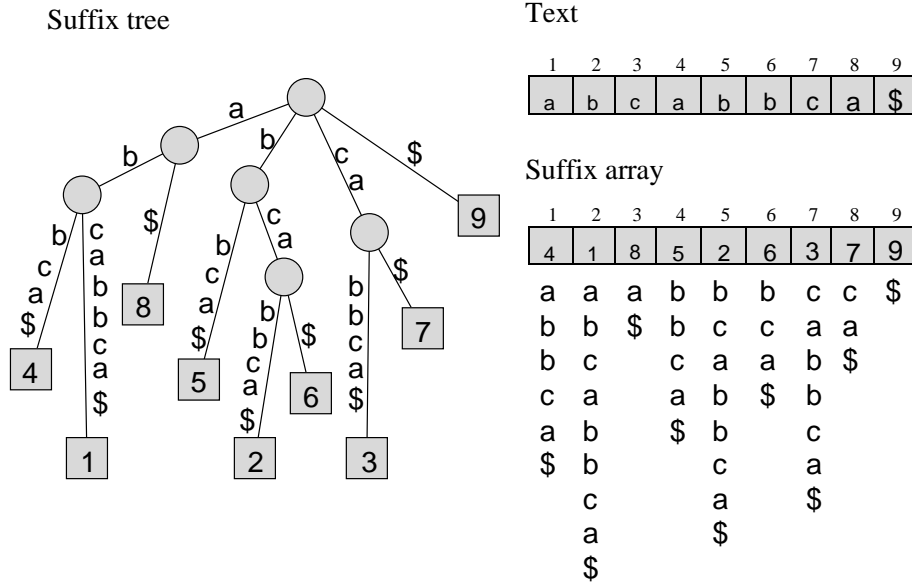 Suffix tree
a
b
b
c
a
$
4
c
a
b
b
c
a
$
1
$
8
b
b
c
a
$
5
c
a
b
b
c
a
$
2
$
6
c
a
b
b
c
a
$
3
$
7
$
9
Text
1 2 3 4 5 6 7 8 9
a b c a b b c a $
Suffix array
1 2 3 4 5 6 7 8 9
4 1 8 5 2 6 3 7 9
a a a b b b c c $
b b $ b c c a a
b c c a a b $
c a a b $ b
a b $ b c
$ b c a
c a $
a $
$